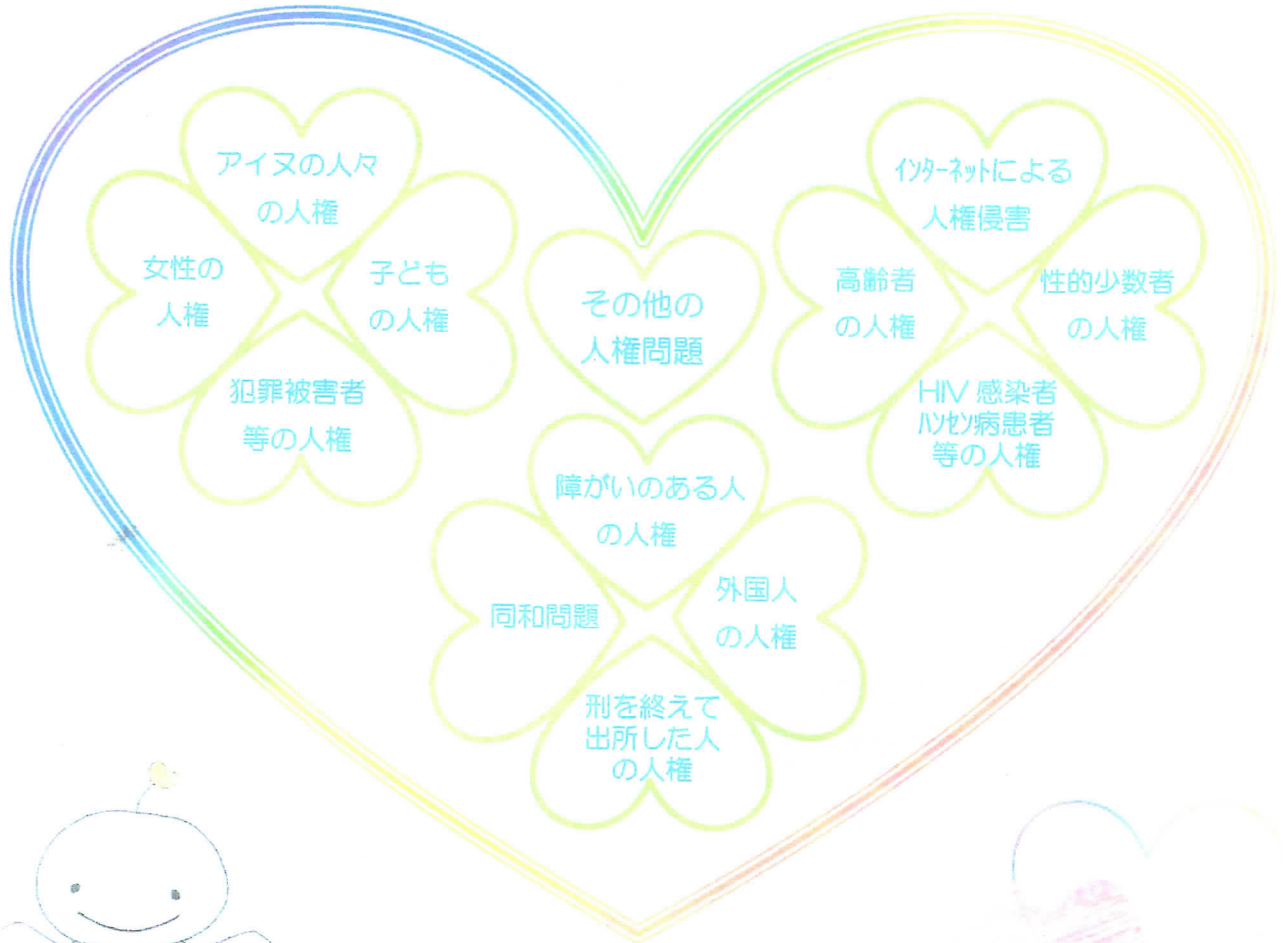 アイヌの人々
の人権
女性の
人権
子ども
の人権
犯罪被害者
等の人権
その他の
人権問題
インターネットによる
人権侵害
高齢者
の人権
性的少数者
の人権
HIV 感染者
ハンセン病患者
等の人権
障がいのある人
の人権
同和問題
外国人
の人権
刑を終えて
出所した人
の人権